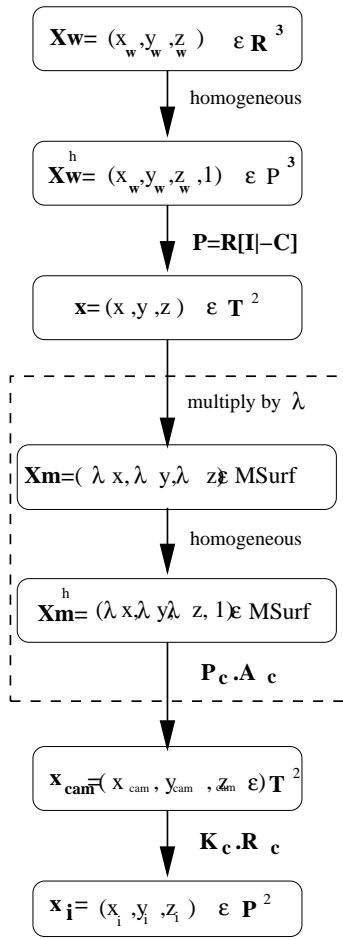 Xw= (x_w, y_w, z_w) ε R^3
homogeneous
Xw^h= (x_w, y_w, z_w, 1) ε P^3
P=R[I|−C]
x= (x, y, z) ε T^2
multiply by λ
Xm=( λ x, λ y, λ z) ε MSurf
homogeneous
Xm^h= (λ x, λ y, λ z, 1) ε MSurf
P_c.A_c
x_cam=( x_cam, y_cam, z_cam ε) T^2
K_c.R_c
x_i= (x_i, y_i, z_i) ε P^2